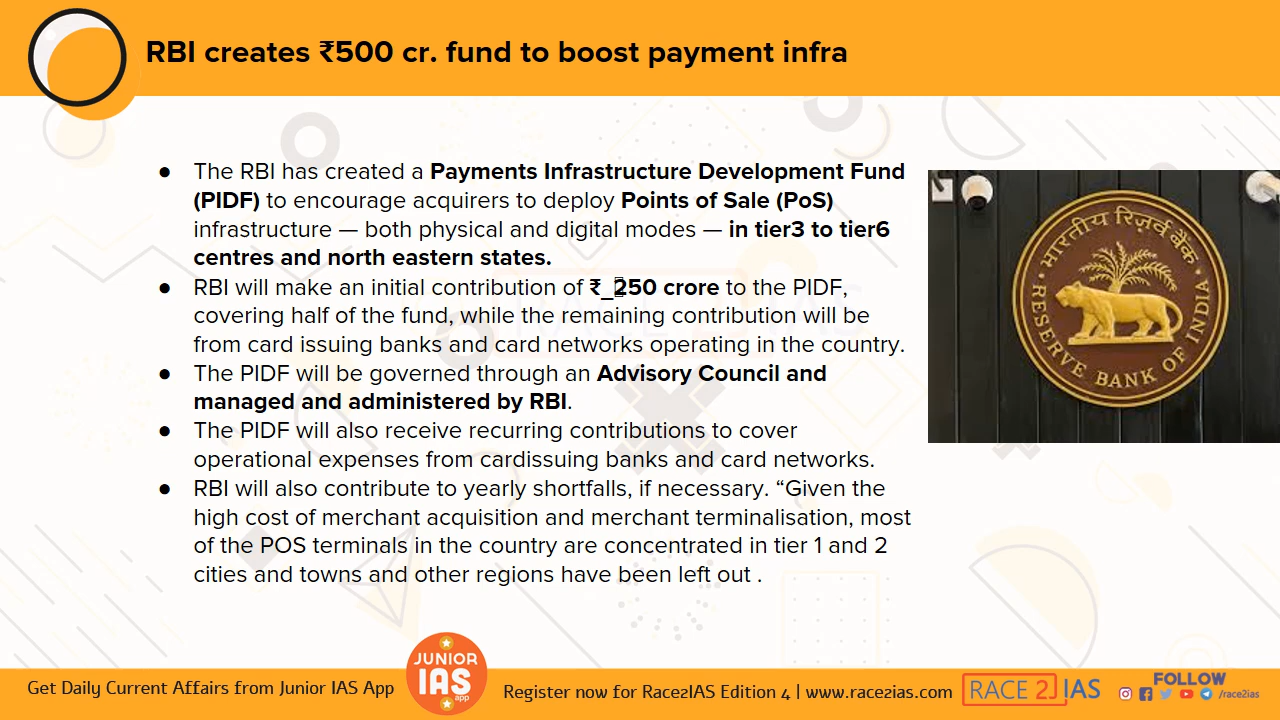 RBI creates ₹500 cr. fund to boost payment infra
● The RBI has created a Payments Infrastructure Development Fund
(PIDF) to encourage acquirers to deploy Points of Sale (PoS)
infrastructure — both physical and digital modes — in tier3 to tier6
centres and north eastern states.
● RBI will make an initial contribution of ₹_250 crore to the PIDF,
covering half of the fund, while the remaining contribution will be
from card issuing banks and card networks operating in the country.
● The PIDF will be governed through an Advisory Council and
managed and administered by RBI.
● The PIDF will also receive recurring contributions to cover
operational expenses from cardissuing banks and card networks.
● RBI will also contribute to yearly shortfalls, if necessary. “Given the
high cost of merchant acquisition and merchant terminalisation, most
of the POS terminals in the country are concentrated in tier 1 and 2
cities and towns and other regions have been left out .
भारतीय रिज़र्व बैंक
RESERVE BANK OF INDIA
RACE 2J IAS
Get Daily Current Affairs from Junior IAS App
JUNIOR
IAS
app
Register now for Race2IAS Edition 4 | www.race2ias.com
RACE 2J IAS
FOLLOW
/race2ias